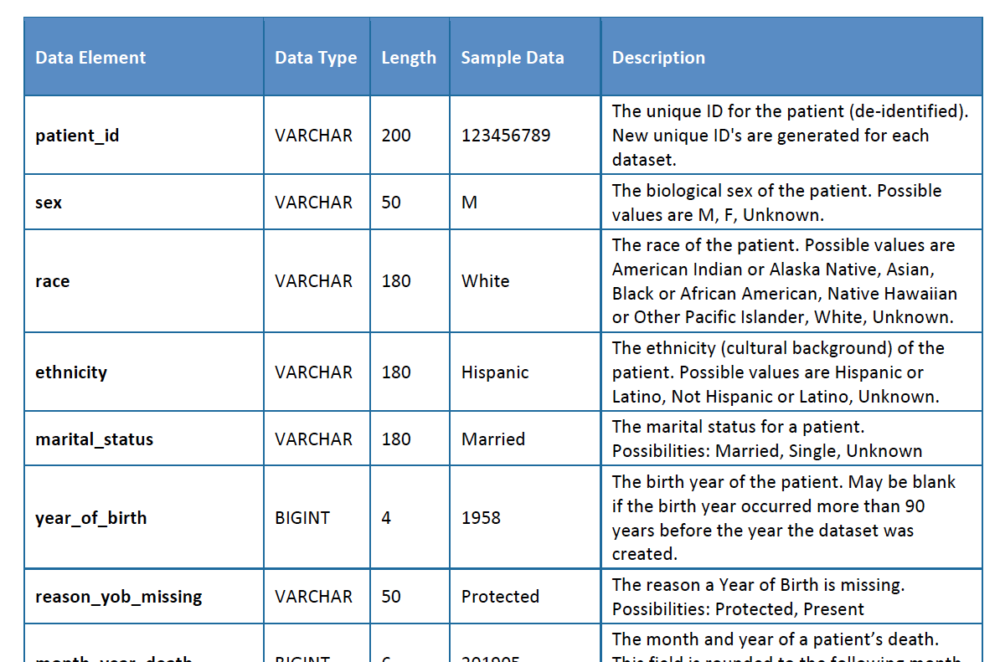 Data Element Data Type Length Sample Data Description
The unique ID for the patient (de-identified).
patient_id VARCHAR 200 123456789 New unique ID's are generated for each
dataset.
sex VARCHAR 50 M The biological sex of the patient. Possible
values are M, F, Unknown.
The race of the patient. Possible values are
American Indian or Alaska Native, Asian,
race VARCHAR 180 White Black or African American, Native Hawaiian
or Other Pacific Islander, White, Unknown.
The ethnicity (cultural background) of the
ethnicity VARCHAR 180 Hispanic patient. Possible values are Hispanic or
Latino, Not Hispanic or Latino, Unknown.
marital_status VARCHAR 180 Married The marital status for a patient.
Possibilities: Married, Single, Unknown
The birth year of the patient. May be blank
if the birth year occurred more than 90
year_of_birth BIGINT 4 1958 years before the year the dataset was
created.
reason_yob_missing VARCHAR 50 Protected The reason a Year of Birth is missing.
Possibilities: Protected, Present
The month and year of a patient’s death.
month_year_death BIGINT 6 201905 This field is rounded to the following month